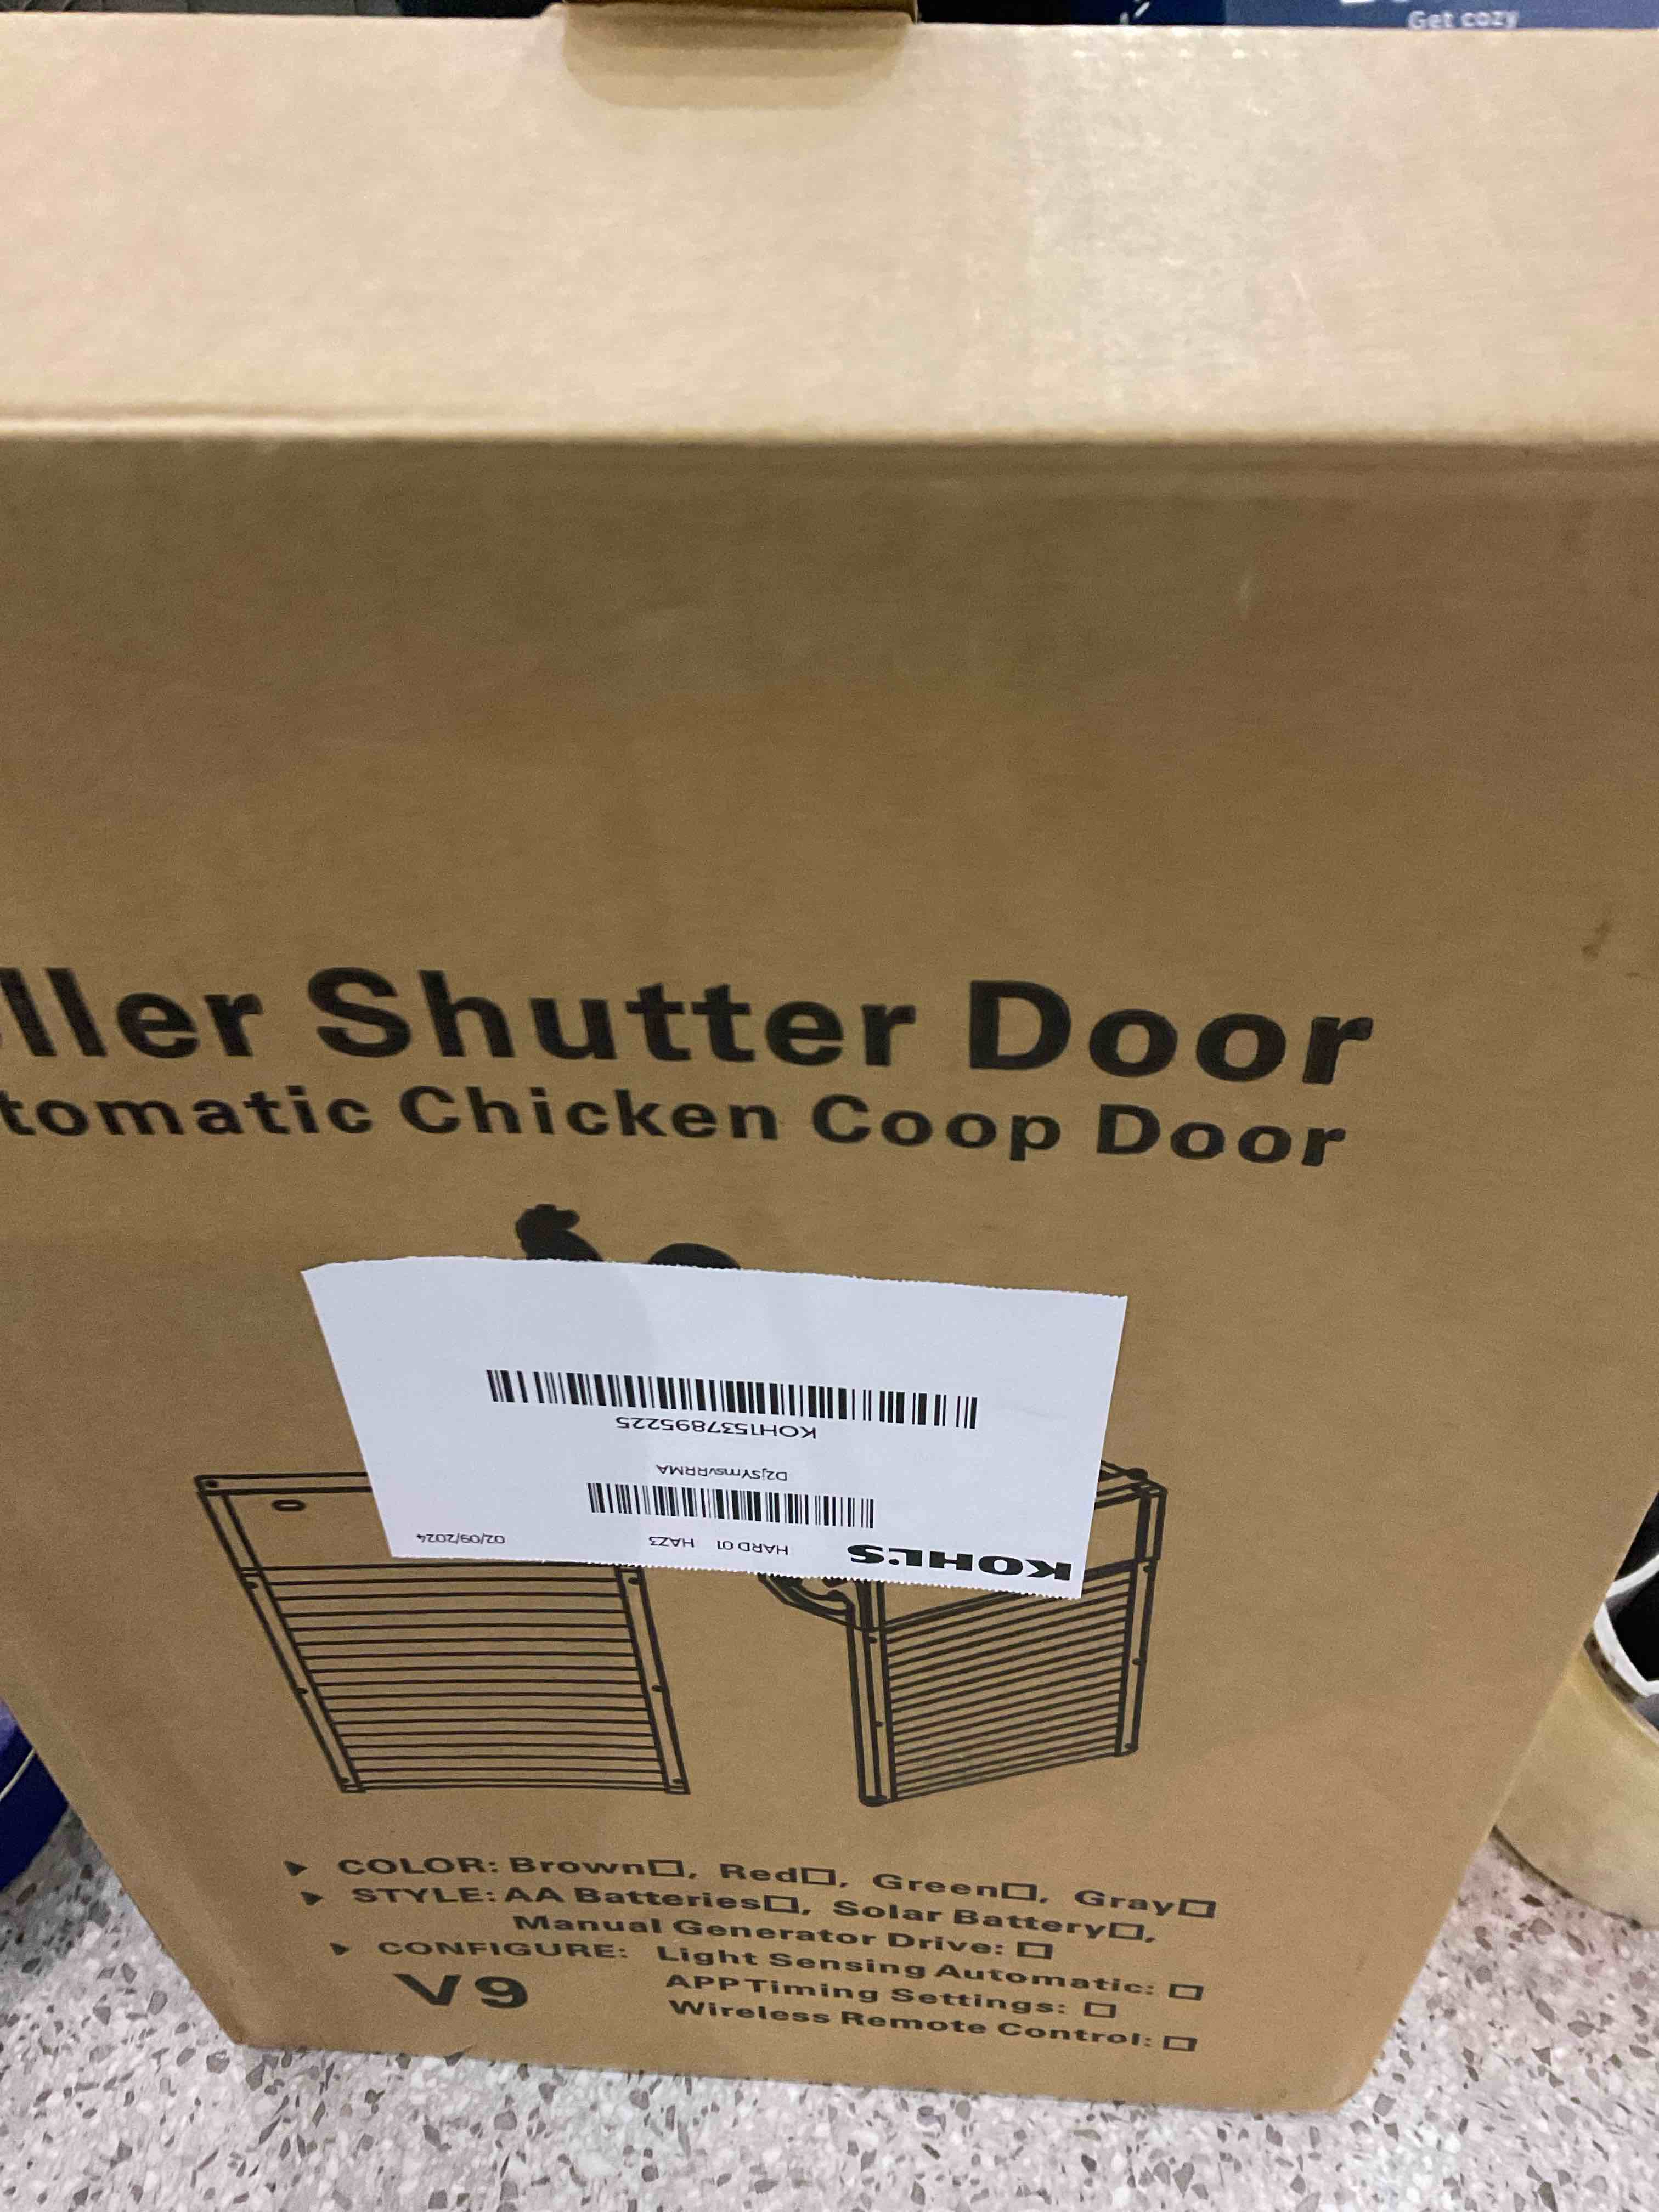 Get cozy
ller Shutter Door
tomatic Chicken Coop Door
KOHL'S HARD 01 HAZ3 02/09/2024
D2jSYmsvRRMA
KOH1537895225
▶ COLOR: Brown☐, Red☐, Green☐, Gray☐
▶ STYLE: AA Batteries☐, Solar Battery☐,
Manual Generator Drive: ☐
▶ CONFIGURE: Light Sensing Automatic: ☐
APP Timing Settings: ☐
Wireless Remote Control: ☐
V9